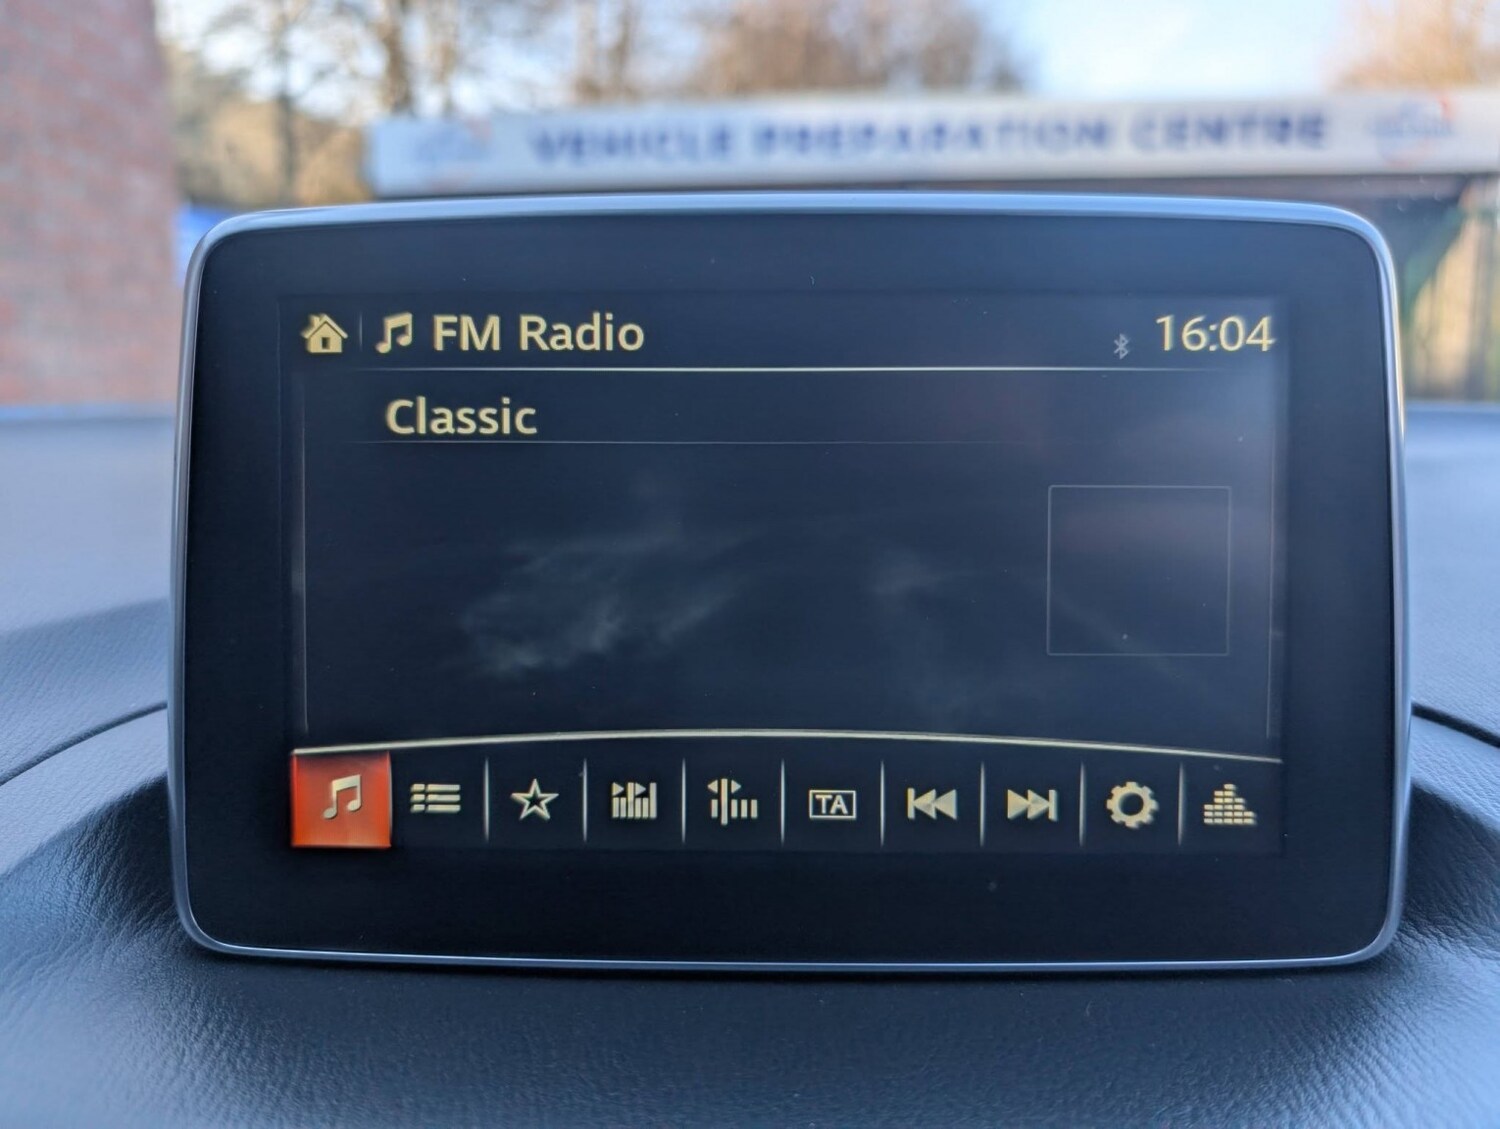 VEHICLE PREPARATION CENTRE
FM Radio 16:04
Classic
TA